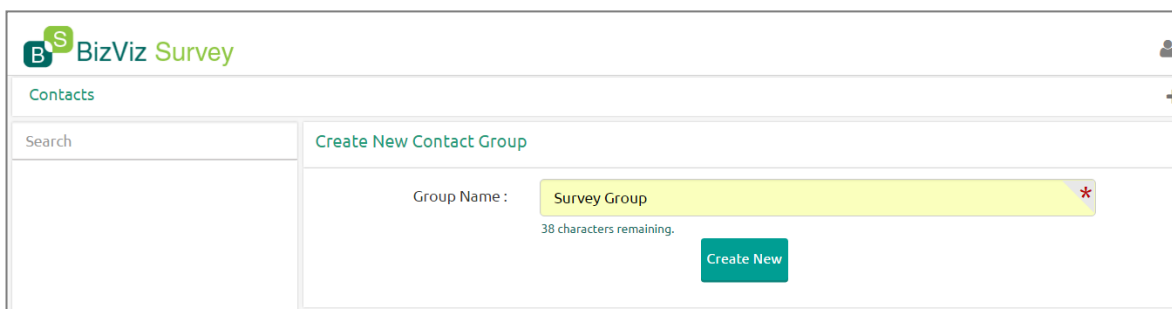 BS BizViz Survey
Contacts
Search
Create New Contact Group
Group Name :
Survey Group
*
38 characters remaining.
Create New